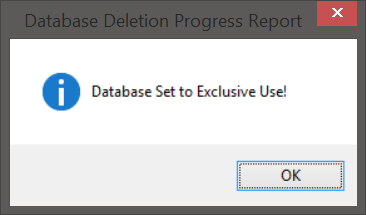 Database Deletion Progress Report
Database Set to Exclusive Use!
OK